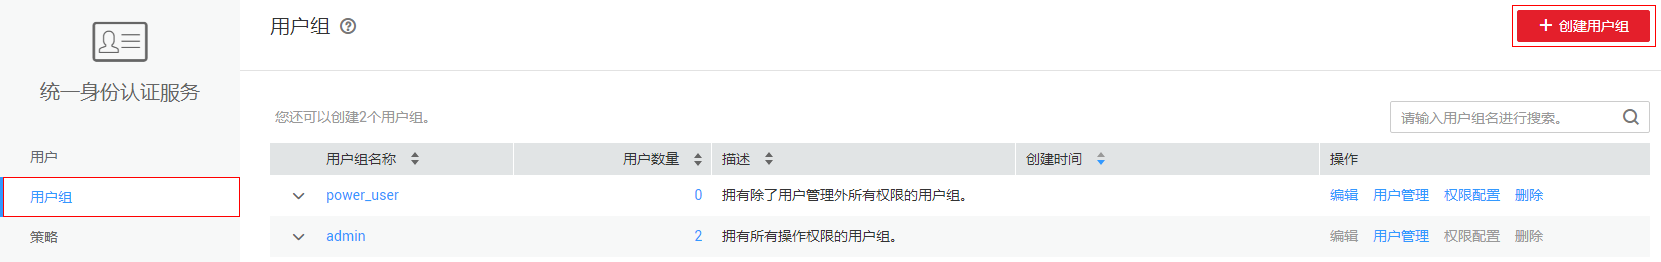 统一身份认证服务
用户
用户组
策略
用户组 ?
+ 创建用户组
您还可以创建2个用户组。
请输入用户组名进行搜索。
用户组名称 用户数量 描述 创建时间 操作
power_user 0 拥有除了用户管理外所有权限的用户组。 编辑 用户管理 权限配置 删除
admin 2 拥有所有操作权限的用户组。 编辑 用户管理 权限配置 删除